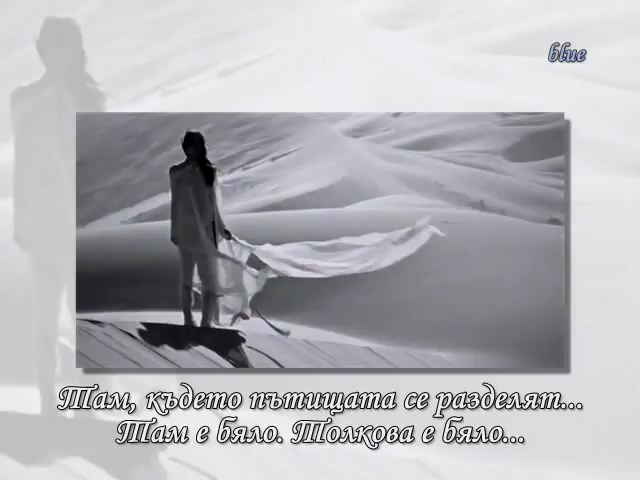 blue
Там, където пътищата се разделят...
Там е бяло. Толкова е бяло...